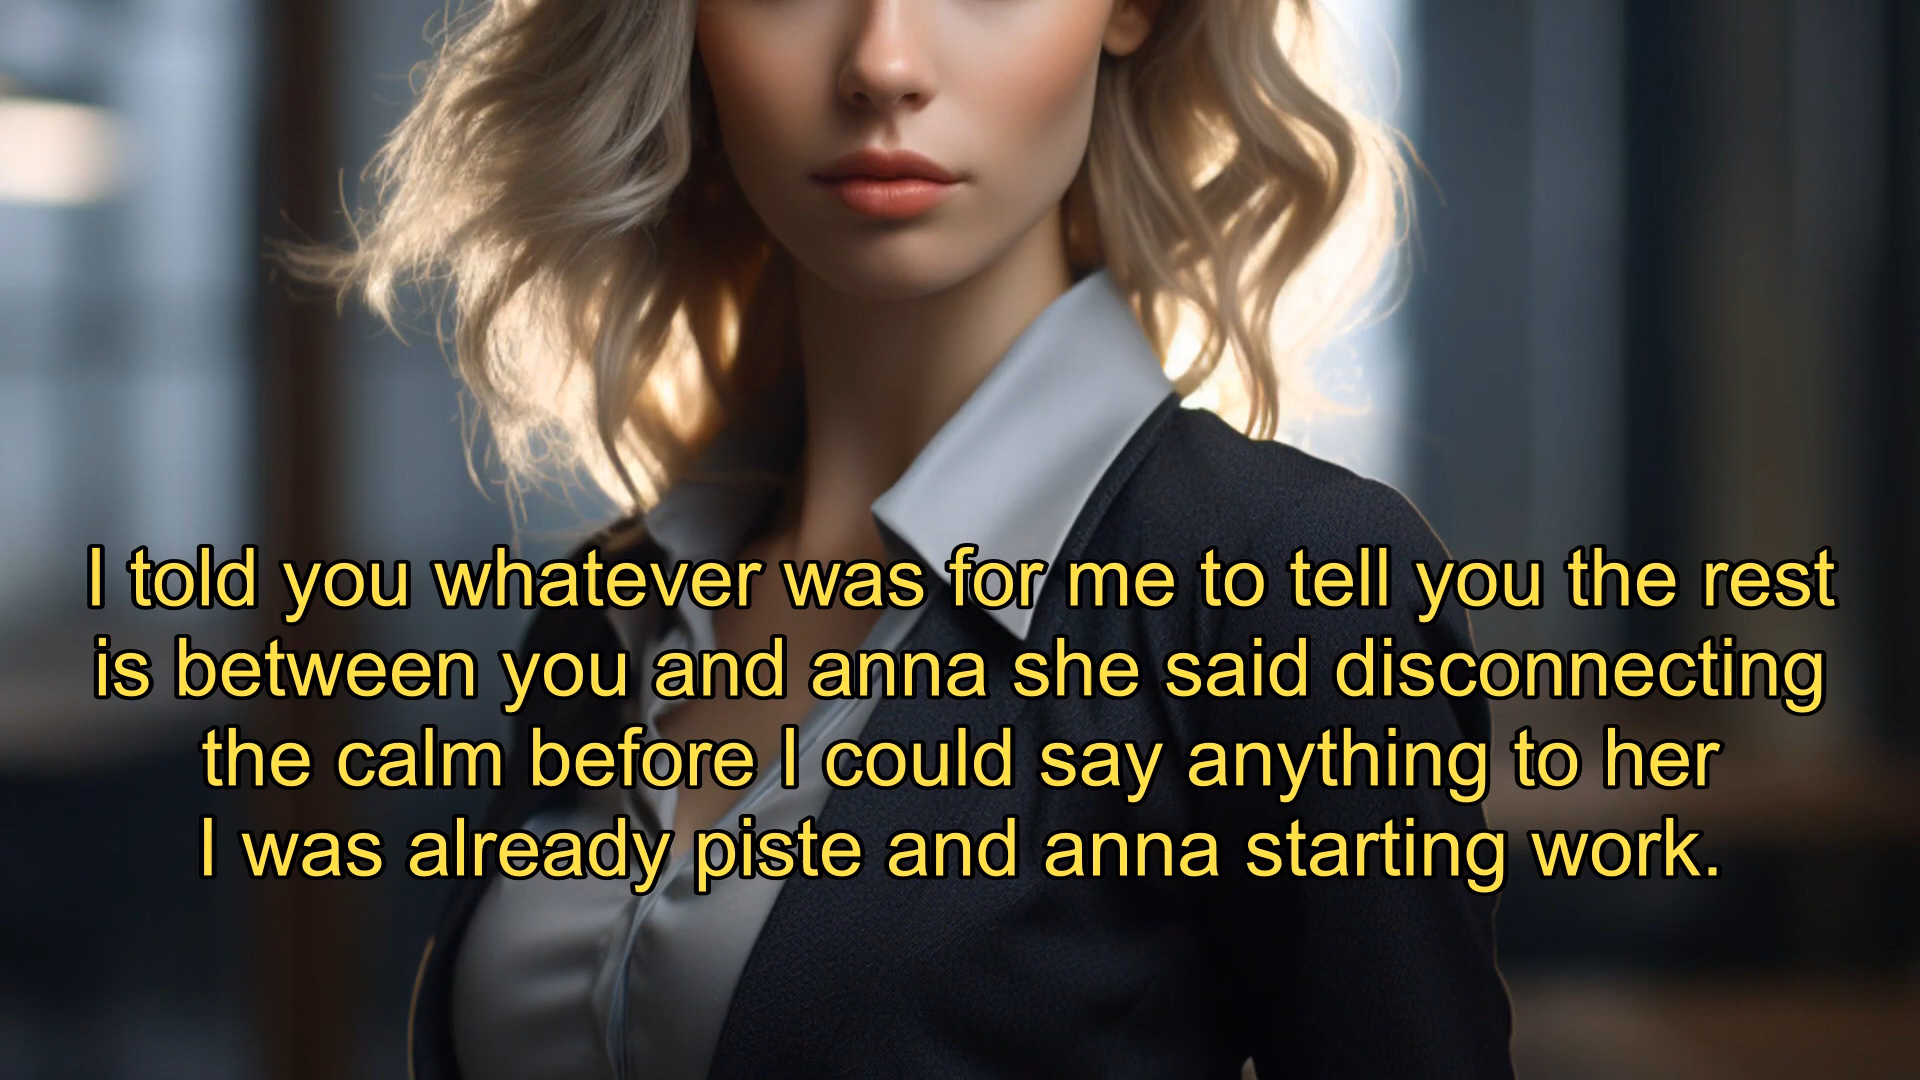 I told you whatever was for me to tell you the rest
is between you and anna she said disconnecting
the calm before I could say anything to her
I was already piste and anna starting work.